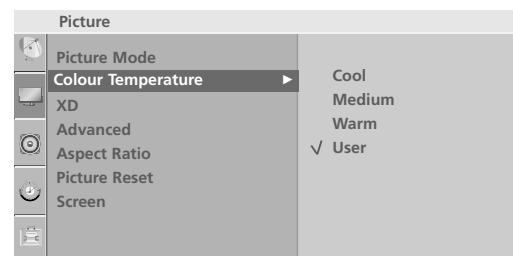 Picture
Picture Mode
Colour Temperature ►
XD
Advanced
Aspect Ratio
Picture Reset
Screen
Cool
Medium
Warm
√ User